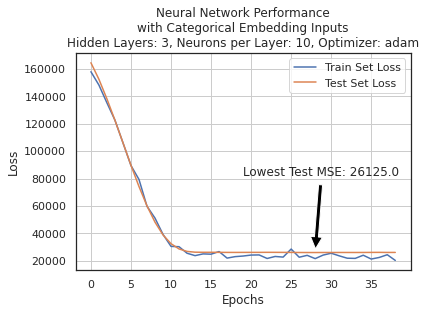 Neural Network Performance
with Categorical Embedding Inputs
Hidden Layers: 3, Neurons per Layer: 10, Optimizer: adam
Train Set Loss
Test Set Loss
Lowest Test MSE: 26125.0
Loss
160000
140000
120000
100000
80000
60000
40000
20000
0 5 10 15 20 25 30 35
Epochs